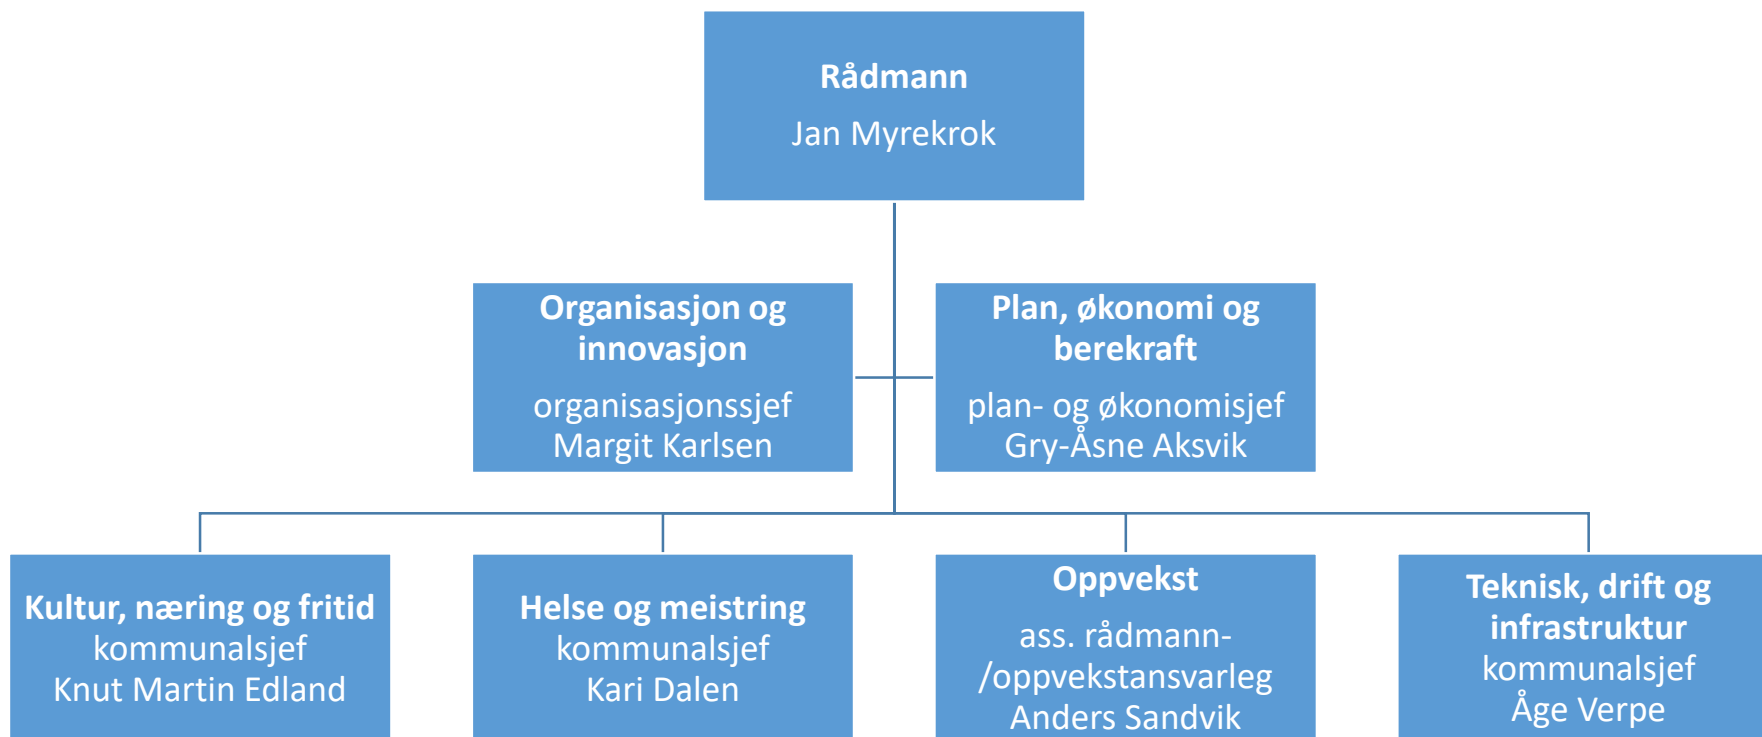 Rådmann
Jan Myrekrok
Organisasjon og
innovasjon
organisasjonssjef
Margit Karlsen
Plan, økonomi og
berekraft
plan- og økonomisjef
Gry-Åsne Aksvik
Kultur, næring og fritid
kommunalsjef
Knut Martin Edland
Helse og meistring
kommunalsjef
Kari Dalen
Oppvekst
ass. rådmann-
/oppvekstansvarleg
Anders Sandvik
Teknisk, drift og
infrastruktur
kommunalsjef
Åge Verpe